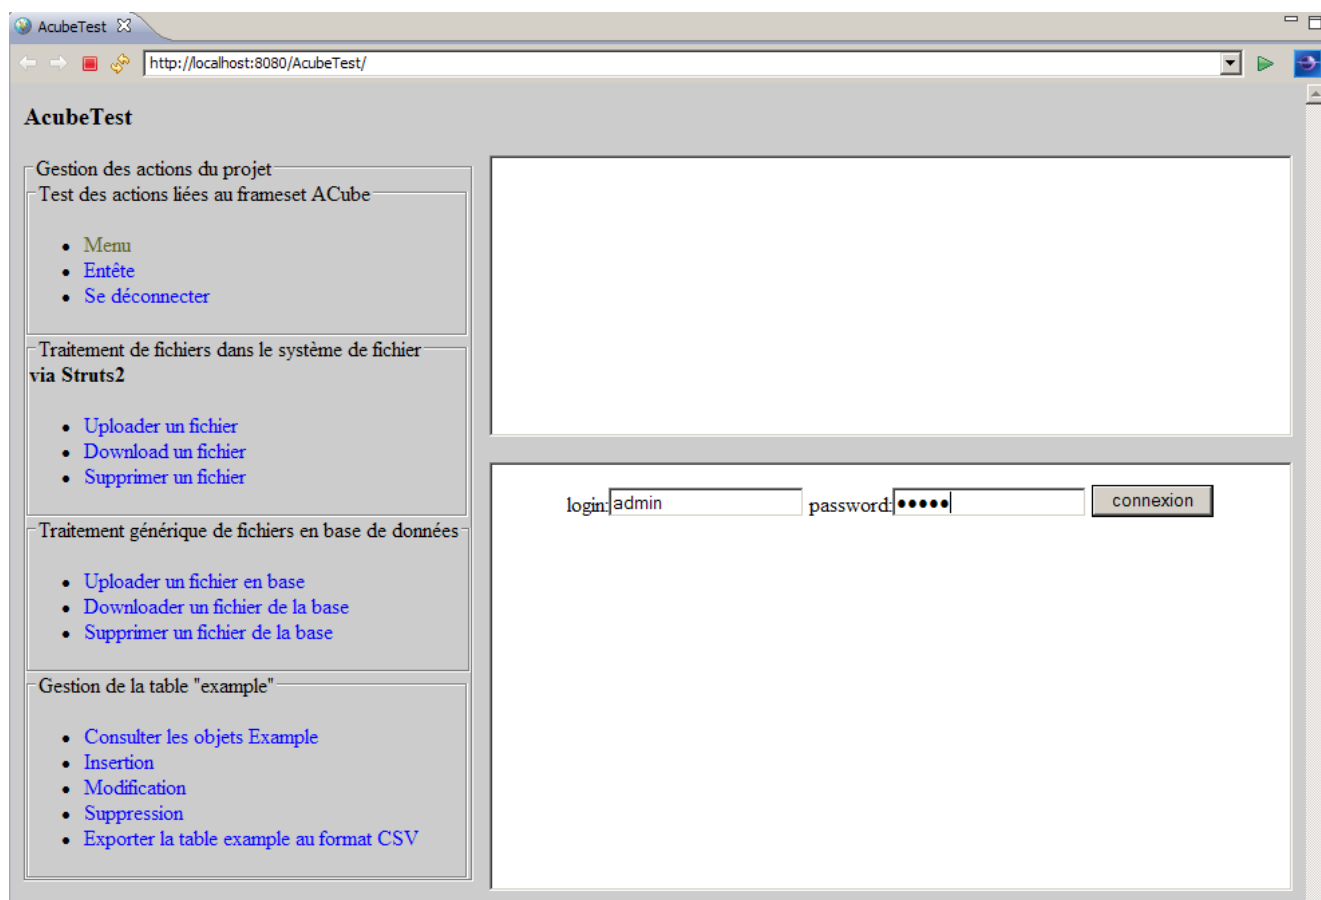 AcubeTest
http://localhost:8080/AcubeTest/
AcubeTest
Gestion des actions du projet
Test des actions liées au frameset ACube
Menu
Entête
Se déconnecter
Traitement de fichiers dans le système de fichier
via Struts2
Uploader un fichier
Download un fichier
Supprimer un fichier
Traitement générique de fichiers en base de données
Uploader un fichier en base
Downloader un fichier de la base
Supprimer un fichier de la base
Gestion de la table "example"
Consulter les objets Example
Insertion
Modification
Suppression
Exporter la table example au format CSV
login: admin password: ●●●●● connexion